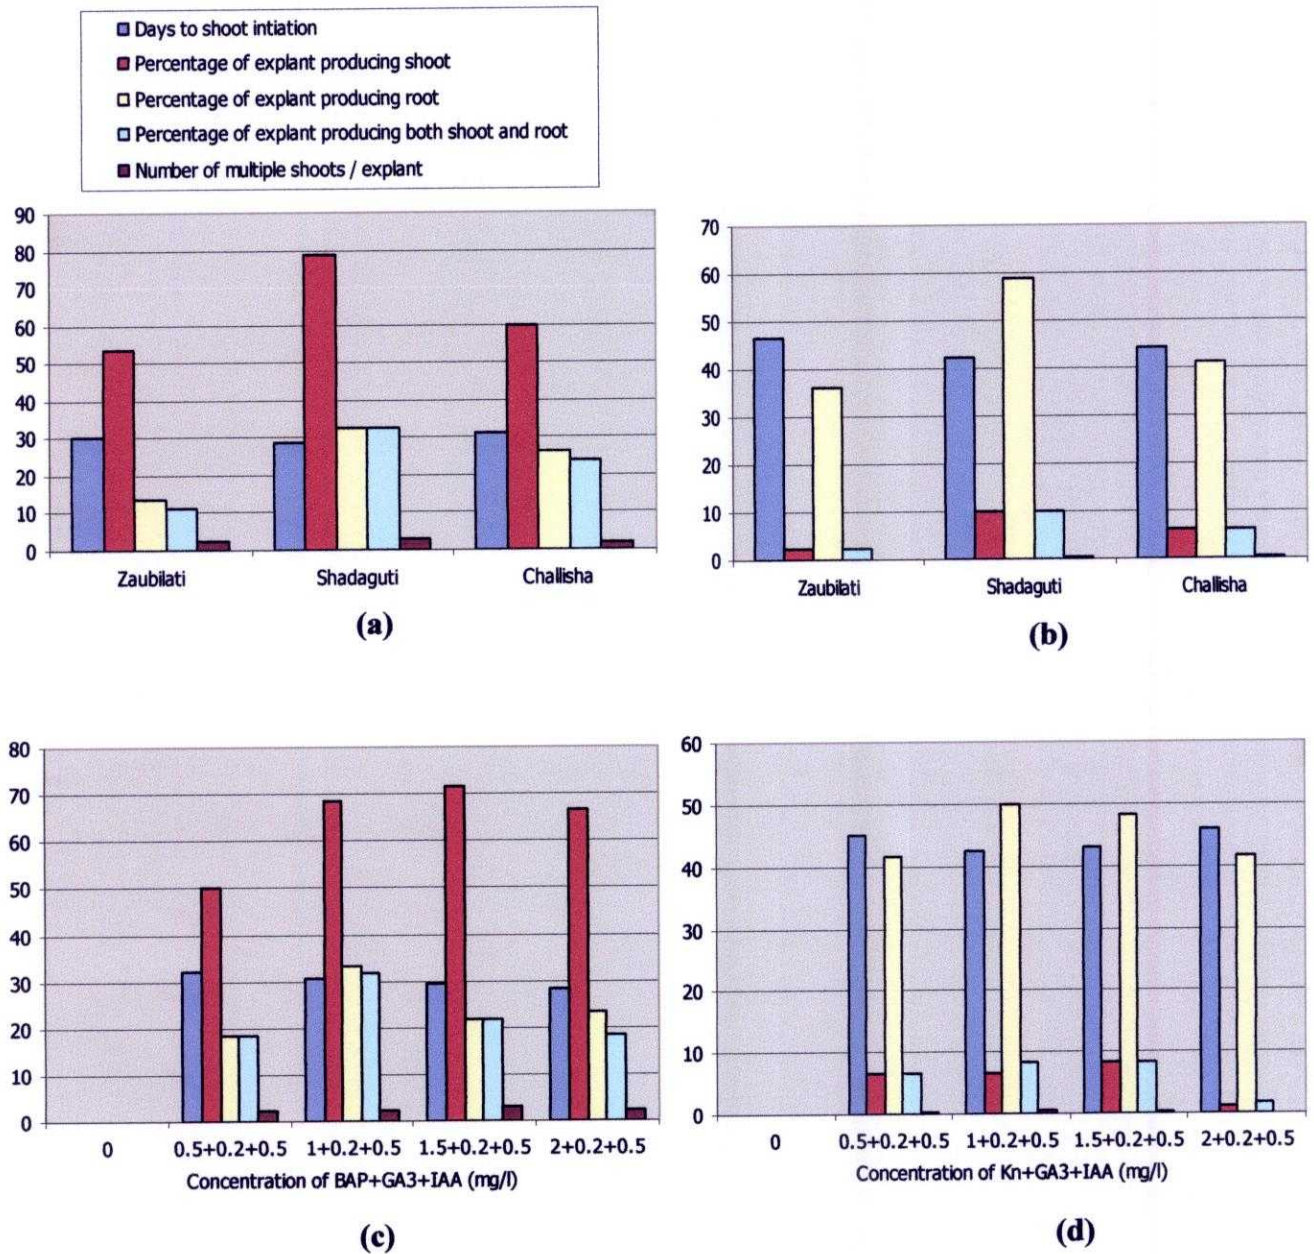 Days to shoot intiation
Percentage of explant producing shoot
Percentage of explant producing root
Percentage of explant producing both shoot and root
Number of multiple shoots / explant
90
80
70
60
50
40
30
20
10
0
Zaubilati Shadaguti Challisha
(a)
70
60
50
40
30
20
10
0
Zaubilati Shadaguti Challisha
(b)
80
70
60
50
40
30
20
10
0
0 0.5+0.2+0.5 1+0.2+0.5 1.5+0.2+0.5 2+0.2+0.5
Concentration of BAP+GA3+IAA (mg/l)
(c)
60
50
40
30
20
10
0
0 0.5+0.2+0.5 1+0.2+0.5 1.5+0.2+0.5 2+0.2+0.5
Concentration of Kn+GA3+IAA (mg/l)
(d)